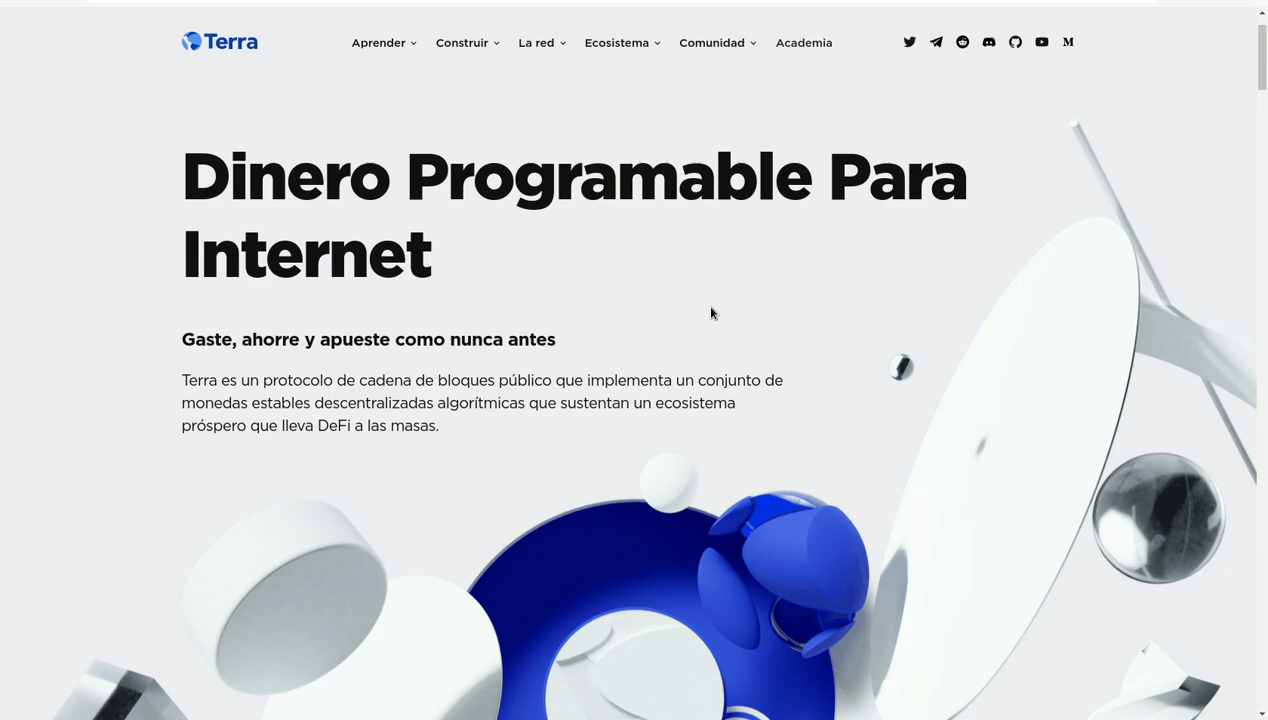 Terra
Aprender Construir La red Ecosistema Comunidad Academia
Dinero Programable Para
Internet
Gaste, ahorre y apueste como nunca antes
Terra es un protocolo de cadena de bloques público que implementa un conjunto de
monedas estables descentralizadas algorítmicas que sustentan un ecosistema
próspero que lleva DeFi a las masas.